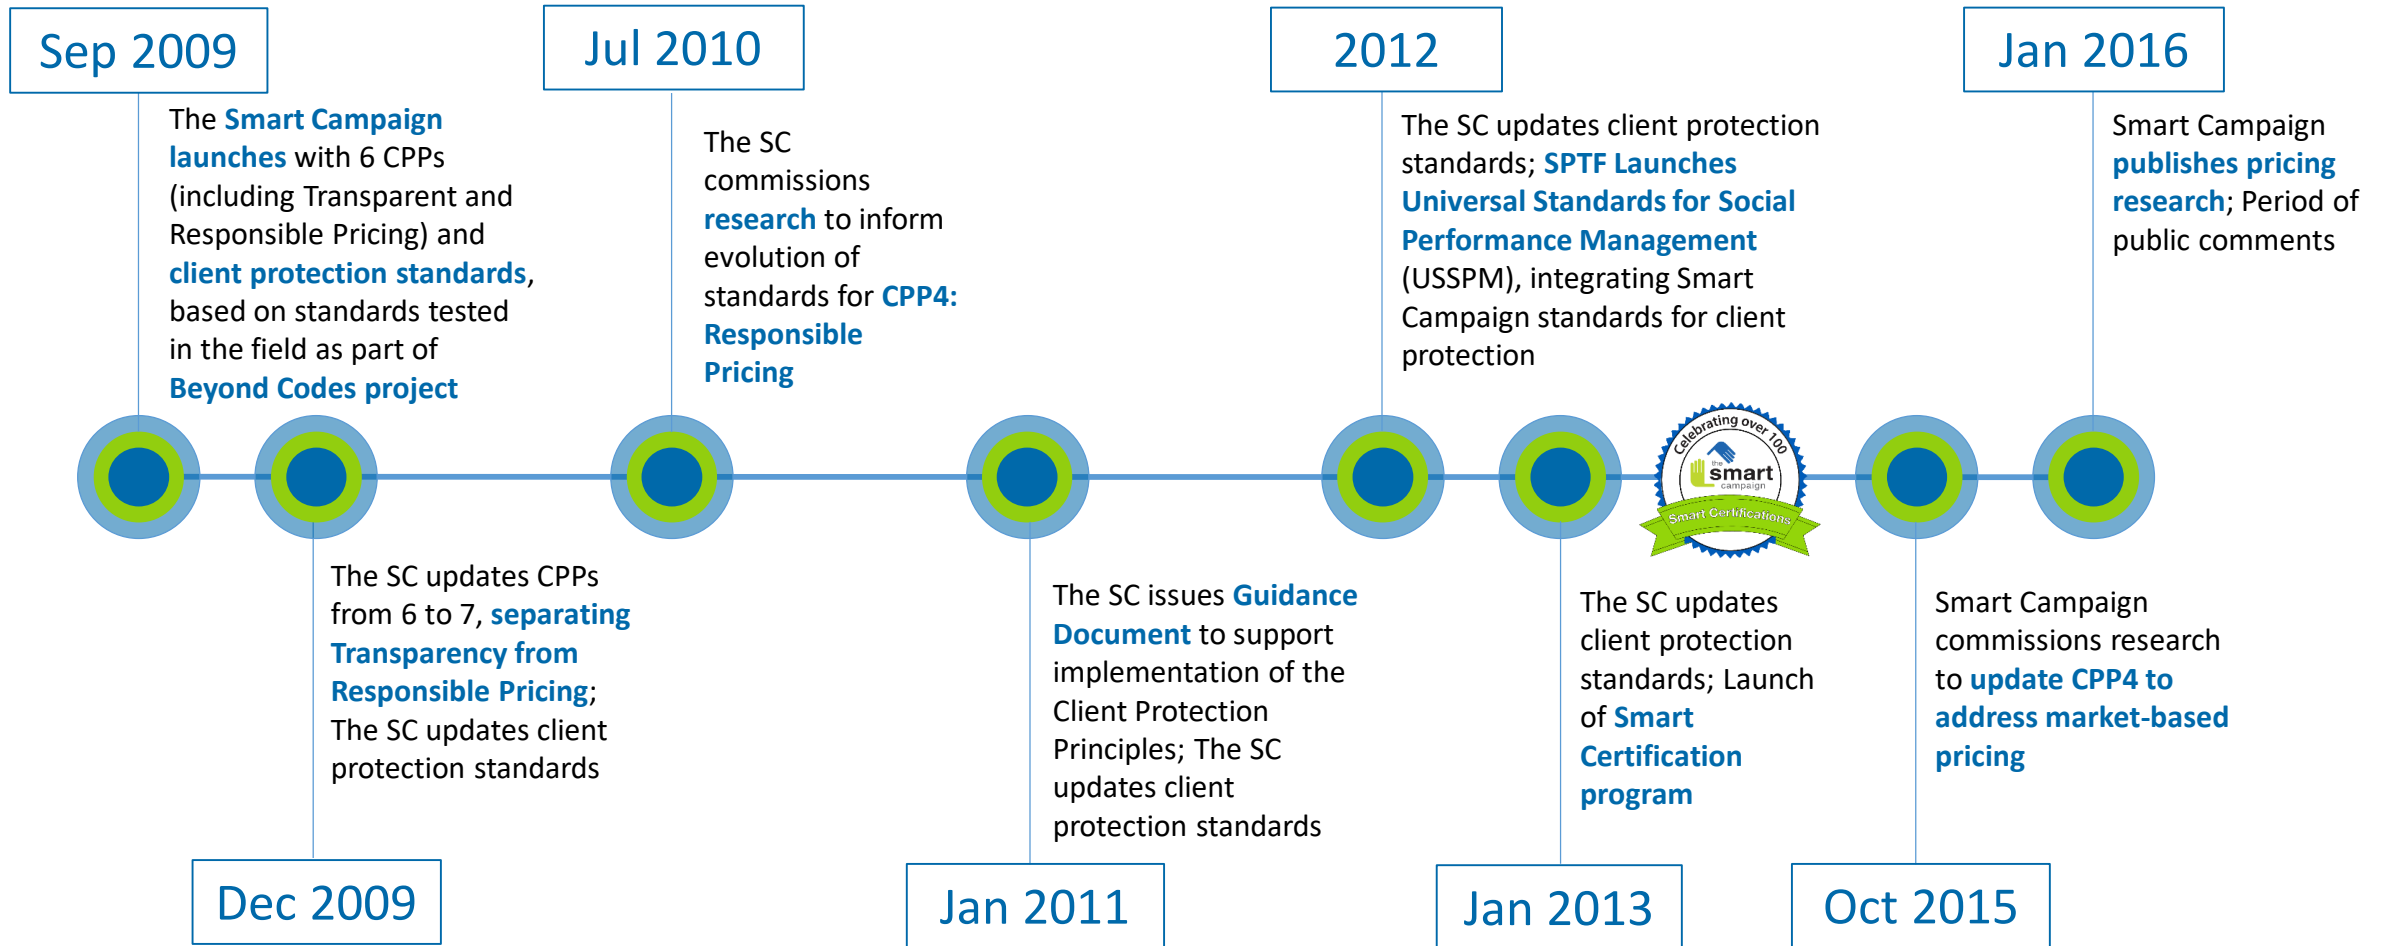 Sep 2009
The Smart Campaign
launches with 6 CPPs
(including Transparent and
Responsible Pricing) and
client protection standards,
based on standards tested
in the field as part of
Beyond Codes project
Dec 2009
The SC updates CPPs
from 6 to 7, separating
Transparency from
Responsible Pricing;
The SC updates client
protection standards
Jul 2010
The SC
commissions
research to inform
evolution of
standards for CPP4:
Responsible
Pricing
Jan 2011
The SC issues Guidance
Document to support
implementation of the
Client Protection
Principles; The SC
updates client
protection standards
2012
The SC updates client protection
standards; SPTF Launches
Universal Standards for Social
Performance Management
(USSPM), integrating Smart
Campaign standards for client
protection
Jan 2013
The SC updates
client protection
standards; Launch
of Smart
Certification
program
Celebrating over 100
the
smart
campaign
Smart Certifications
Oct 2015
Smart Campaign
commissions research
to update CPP4 to
address market-based
pricing
Jan 2016
Smart Campaign
publishes pricing
research; Period of
public comments